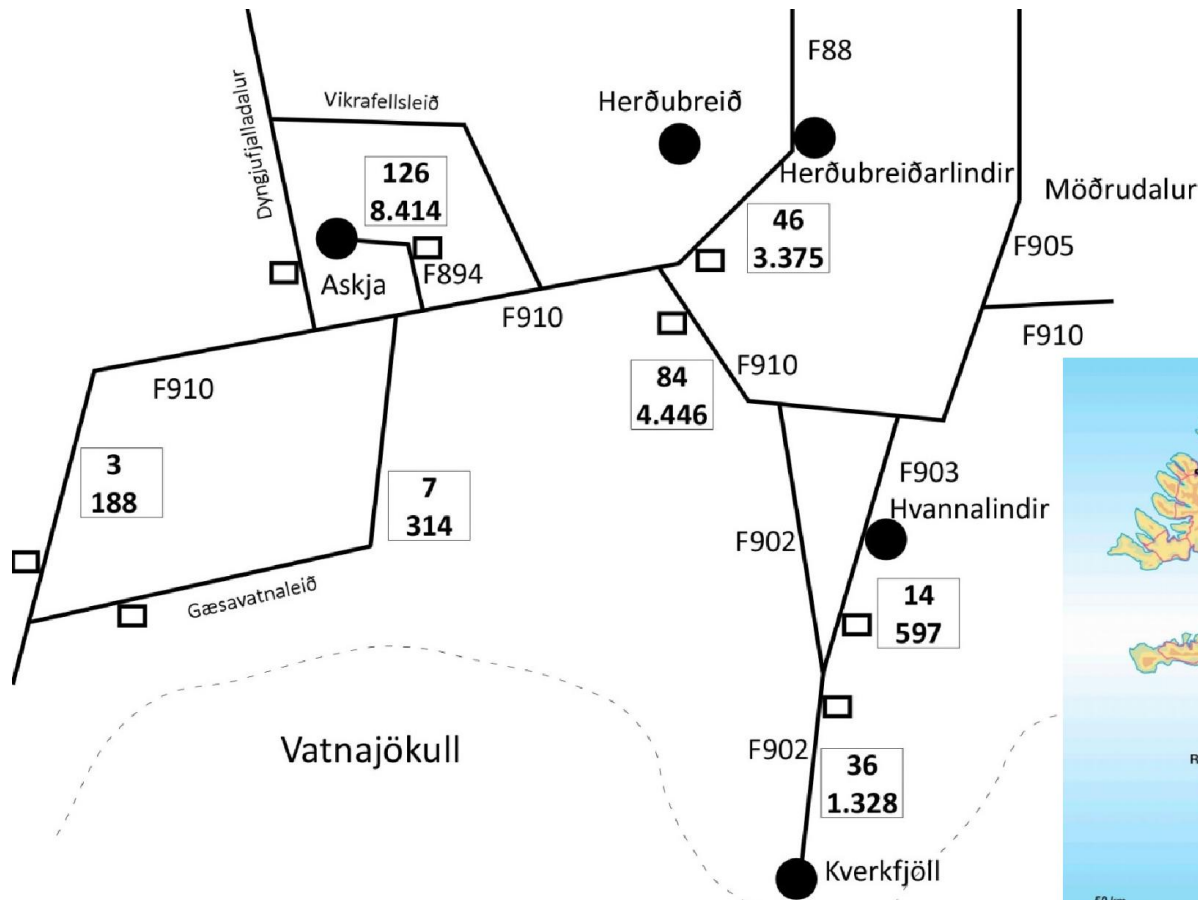 F88
Herðubreið
Vikrafellsleið
Dyngjufjalladalur
126
8.414
Herðubreiðarlindir
Möðrudalur
46
3.375
F905
Askja
F894
F910
F910
F910
F910
84
4.446
3
188
7
314
F903
Hvannalindir
F902
Gæsavatnaleið
14
597
Vatnajökull
F902
36
1.328
Kverkfjöll
R